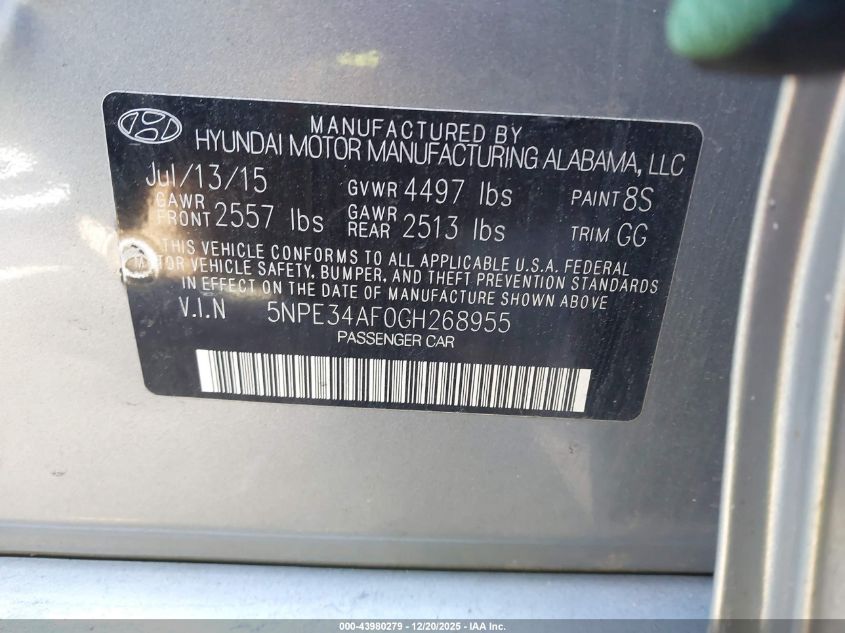 MANUFACTURED BY
HYUNDAI MOTOR MANUFACTURING ALABAMA, LLC
Jul/13/15 GVWR 4497 lbs PAINT 8S
GAWR FRONT 2557 lbs GAWR REAR 2513 lbs TRIM GG
THIS VEHICLE CONFORMS TO ALL APPLICABLE U.S.A. FEDERAL
M TOR VEHICLE SAFETY, BUMPER, AND THEFT PREVENTION STANDARDS
IN EFFECT ON THE DATE OF MANUFACTURE SHOWN ABOVE
V.I.N 5NPE34AF0GH268955
PASSENGER CAR
000-43980279 - 12/20/2025 - IAA Inc.